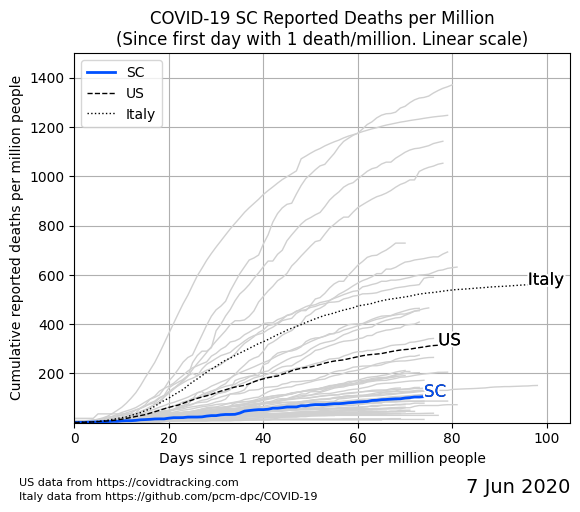 COVID-19 SC Reported Deaths per Million
(Since first day with 1 death/million. Linear scale)
Cumulative reported deaths per million people
1400
1200
1000
800
600
400
200
SC
US
Italy
Italy
US
SC
0
20
40
60
80
100
Days since 1 reported death per million people
US data from https://covidtracking.com
Italy data from https://github.com/pcm-dpc/COVID-19
7 Jun 2020